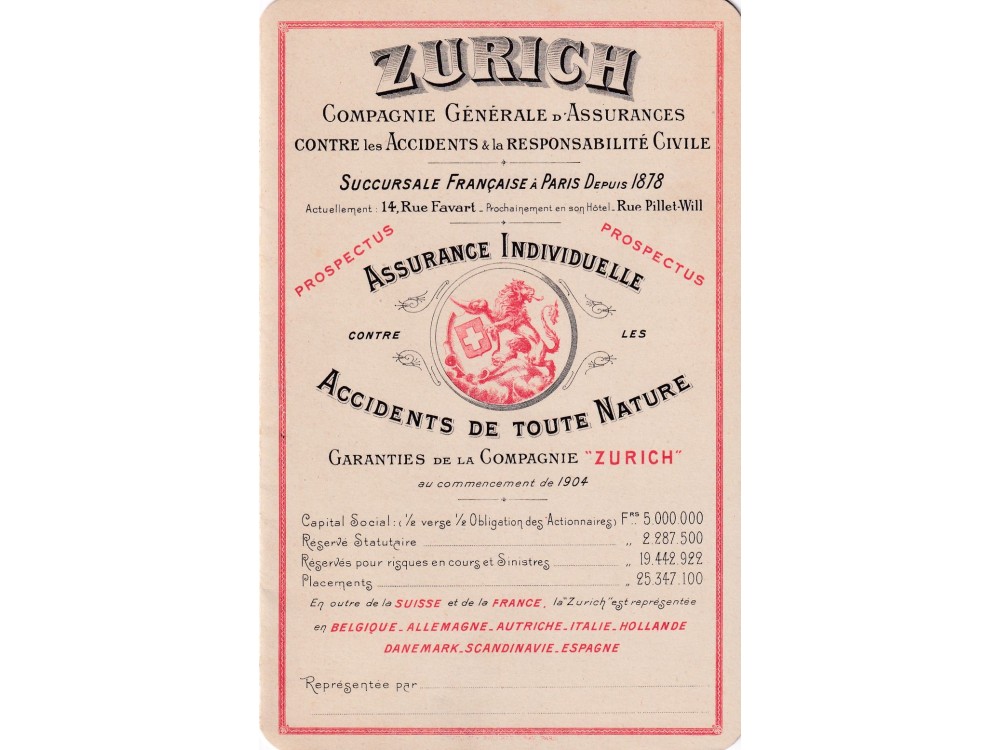 ZURICH
COMPAGNIE GÉNÉRALE D'ASSURANCES
CONTRE les ACCIDENTS & la RESPONSABILITÉ CIVILE
SUCCURSALE FRANÇAISE à PARIS DEPUIS 1878
Actuellement : 14, Rue Favart _ Prochainement en son Hôtel _ Rue Pillet-Will
PROSPECTUS
PROSPECTUS
ASSURANCE INDIVIDUELLE
CONTRE LES
ACCIDENTS DE TOUTE NATURE
GARANTIES DE LA COMPAGNIE "ZURICH"
au commencement de 1904
Capital Social : ( 1/2 verse 1/2 Obligation des Actionnaires) FRS 5.000.000
Réserve Statutaire „ 2.287.500
Réservés pour risques en cours et Sinistres „ 19.442.922
Placements „ 25.347.100
En outre de la SUISSE et de la FRANCE, la "Zurich" est représentée
en BELGIQUE _ ALLEMAGNE _ AUTRICHE _ ITALIE _ HOLLANDE
DANEMARK _ SCANDINAVIE _ ESPAGNE
Représentée par